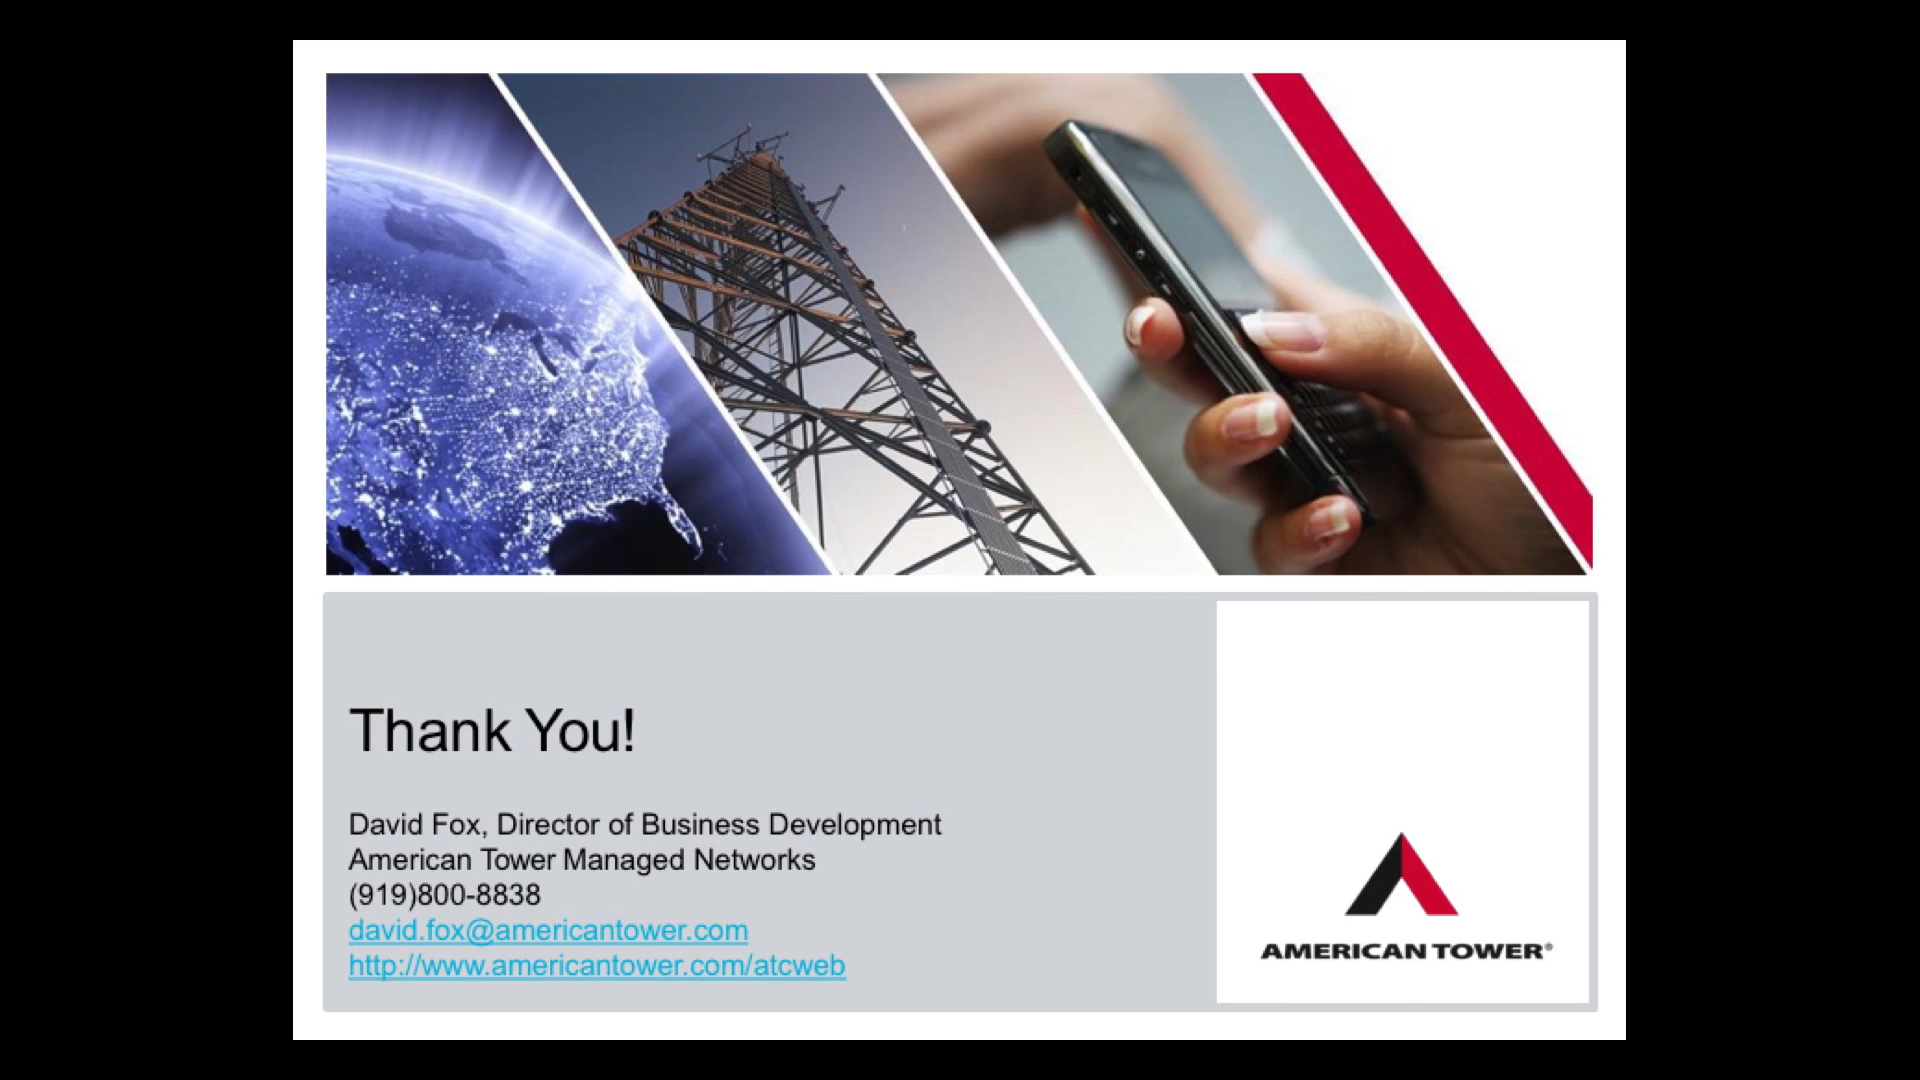 Thank You!
David Fox, Director of Business Development
American Tower Managed Networks
(919)800-8838
david.fox@americantower.com
http://www.americantower.com/atcweb
AMERICAN TOWER®